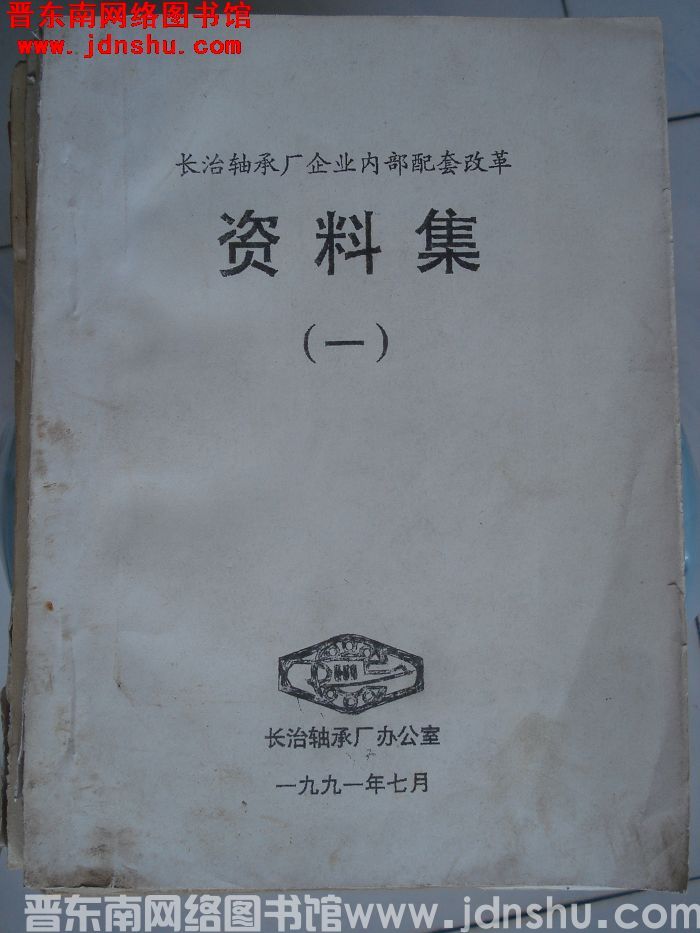 晋东南网络图书馆
www.jdnshu.com
长治轴承厂企业内部配套改革
资料集
(一)
长治轴承厂办公室
一九九一年七月
晋东南网络图书馆www.jdnshu.com